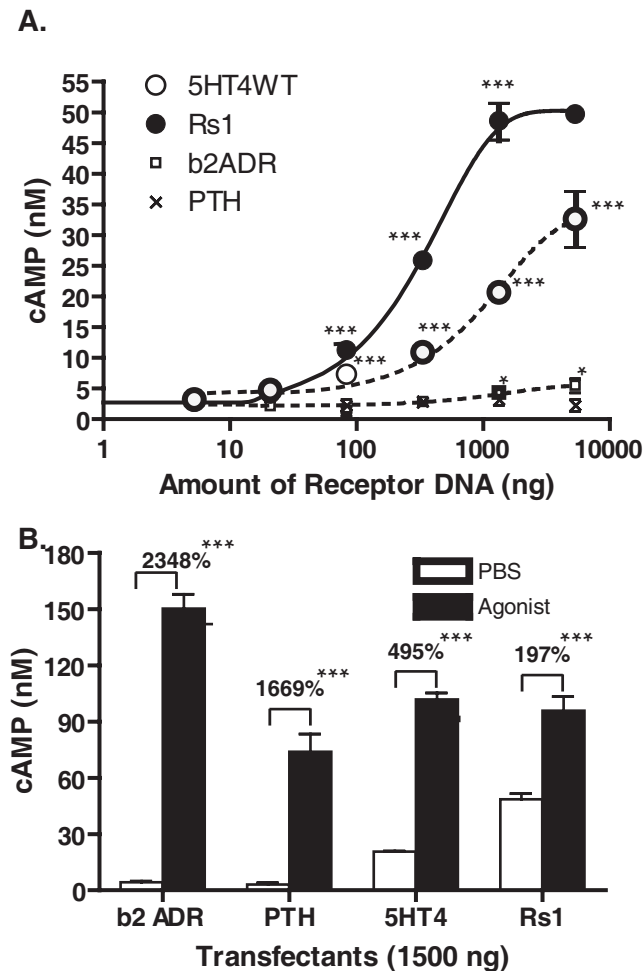 A.
55
50
45
40
35
30
25
20
15
10
5
0
cAMP (nM)
5HT4WT
Rs1
b2ADR
PTH
***
***
***
***
***
***
***
*
*
1 10 100 1000 10000
Amount of Receptor DNA (ng)
B.
180
150
120
90
60
30
0
cAMP (nM)
PBS
Agonist
2348% ***
1669% ***
495% ***
197% ***
b2 ADR PTH 5HT4 Rs1
Transfectants (1500 ng)